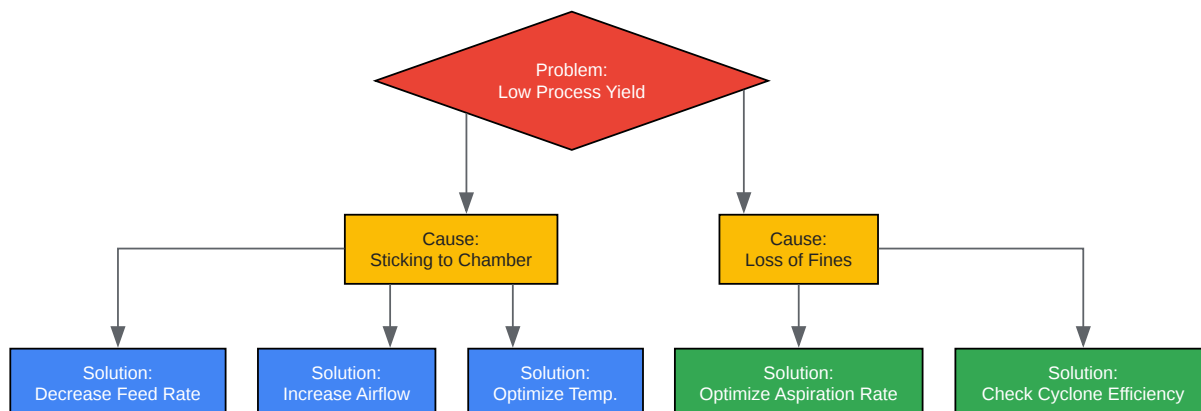 Problem:
Low Process Yield
Cause:
Sticking to Chamber
Cause:
Loss of Fines
Solution:
Decrease Feed Rate
Solution:
Increase Airflow
Solution:
Optimize Temp.
Solution:
Optimize Aspiration Rate
Solution:
Check Cyclone Efficiency